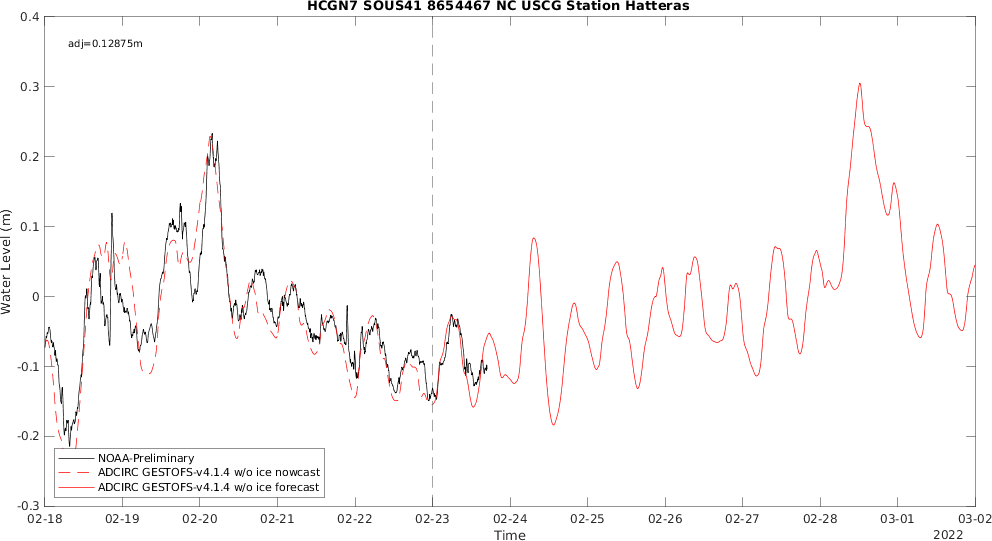 HCGN7 SOUS41 8654467 NC USCG Station Hatteras
adj=0.12875m
0.4
0.3
0.2
0.1
0
-0.1
-0.2
-0.3
Water Level (m)
NOAA-Preliminary
ADCIRC GESTOFS-v4.1.4 w/o ice nowcast
ADCIRC GESTOFS-v4.1.4 w/o ice forecast
02-18 02-19 02-20 02-21 02-22 02-23 02-24 02-25 02-26 02-27 02-28 03-01 03-02
Time
2022